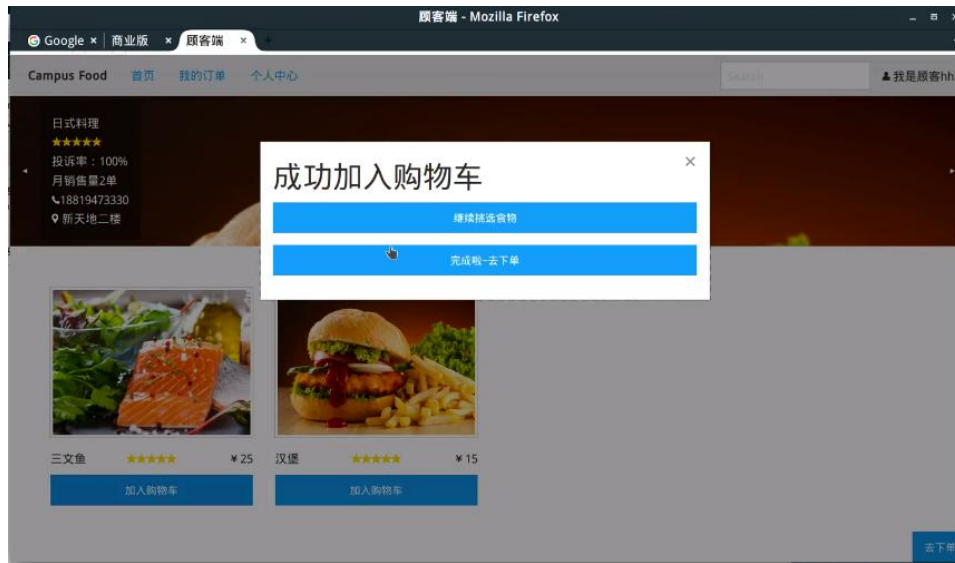 顾客端 - Mozilla Firefox
Google × 商业版 × 顾客端 ×
Campus Food 首页 我的订单 个人中心 Search 我是顾客hh
日式料理
★★★★★
投诉率：100%
月销售量2单
18819473330
新天地二楼
成功加入购物车 ×
继续挑选食物
完成啦~去下单
三文鱼 ★★★★★ ¥ 25 汉堡 ★★★★★ ¥ 15
加入购物车 加入购物车
去下单